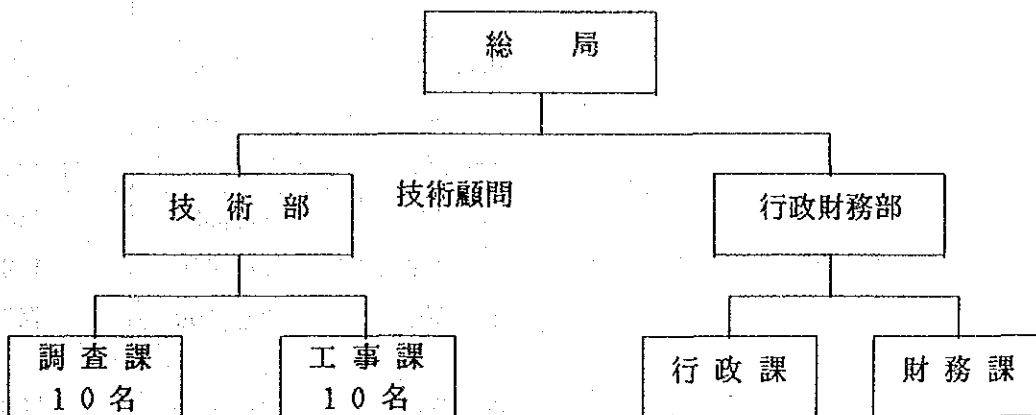 総 局
技 術 部
技術顧問
行政財務部
調 査 課
10名
工 事 課
10名
行 政 課
財 務 課